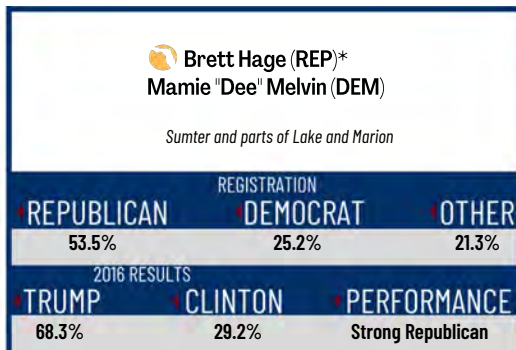 Brett Hage (REP)*
Mamie "Dee" Melvin (DEM)
Sumter and parts of Lake and Marion
REGISTRATION
REPUBLICAN DEMOCRAT OTHER
53.5% 25.2% 21.3%
2016 RESULTS
TRUMP CLINTON PERFORMANCE
68.3% 29.2% Strong Republican